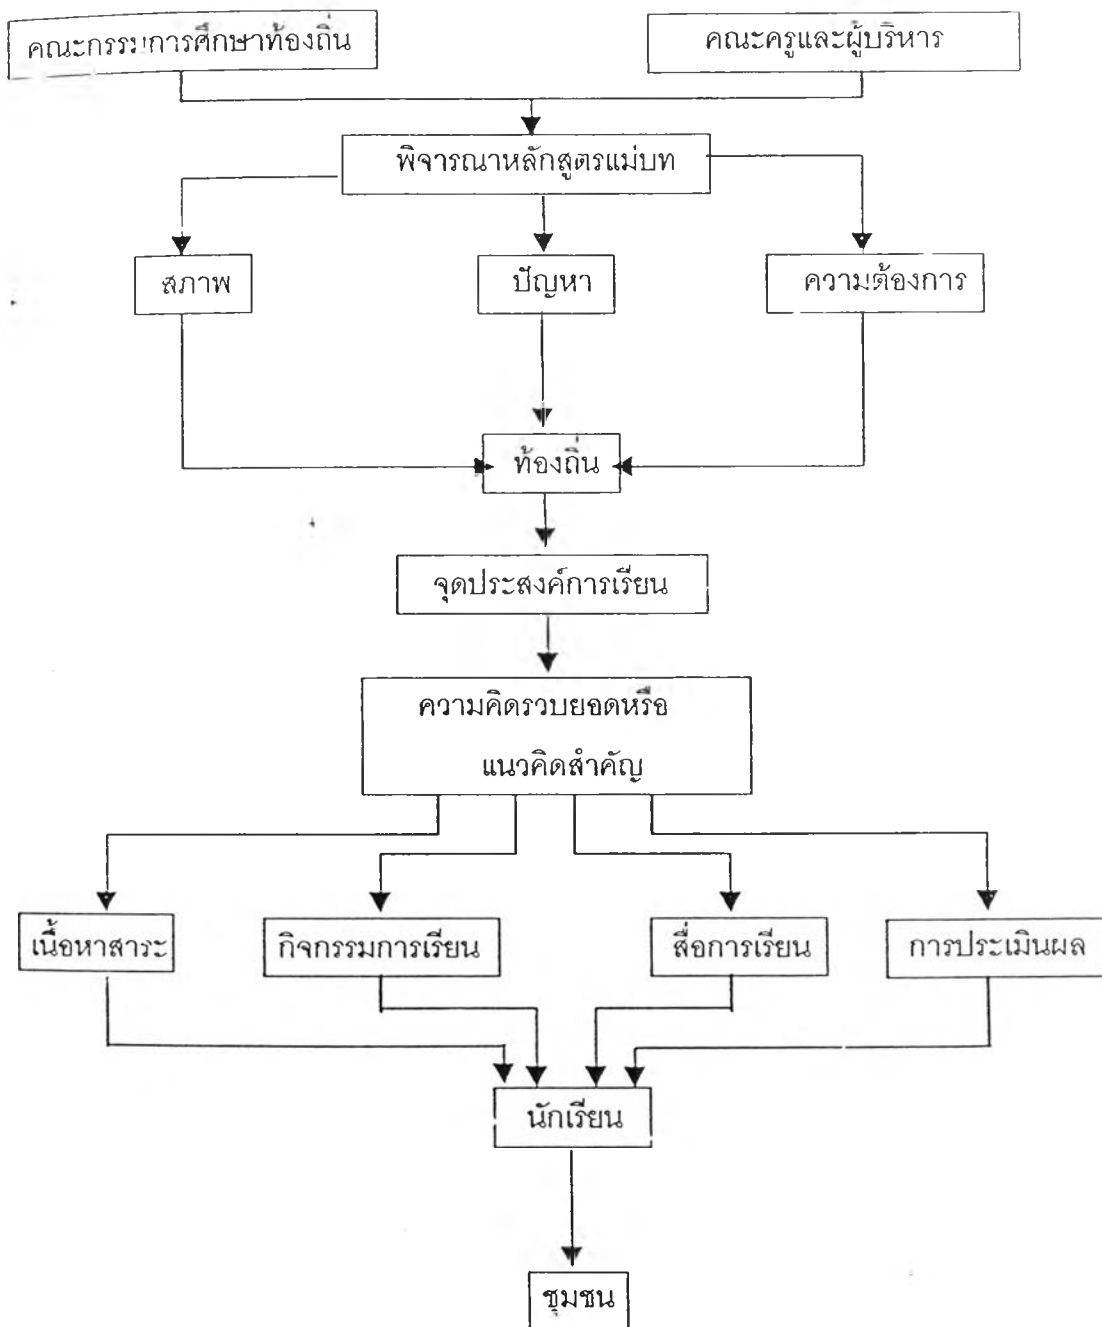 คณะกรรมการศึกษาท้องถิ่น
คณะครูและผู้บริหาร
พิจารณาหลักสูตรแม่บท
สภาพ
ปัญหา
ความต้องการ
ท้องถิ่น
จุดประสงค์การเรียน
ความคิดรวบยอดหรือ
แนวคิดสำคัญ
เนื้อหาสาระ
กิจกรรมการเรียน
สื่อการเรียน
การประเมินผล
นักเรียน
ชุมชน